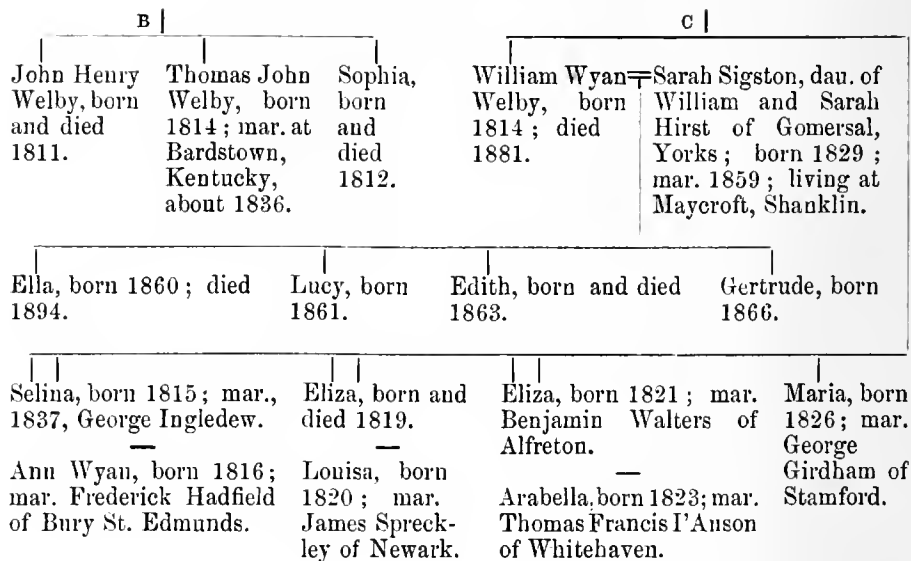 B
C
John Henry
Welby, born
and died
1811.
Thomas John
Welby, born
1814 ; mar. at
Bardstown,
Kentucky,
about 1836.
Sophia,
born
and
died
1812.
William Wyan
Welby, born
1814 ; died
1881.
Sarah Sigston, dau. of
William and Sarah
Hirst of Gomersal,
Yorks ; born 1829 ;
mar. 1859 ; living at
Maycroft, Shanklin.
Ella, born 1860 ; died
1894.
Lucy, born
1861.
Edith, born and died
1863.
Gertrude, born
1866.
Selina, born 1815; mar.,
1837, George Ingledew.
—
Ann Wyan, born 1816;
mar. Frederick Hadfield
of Bury St. Edmunds.
Eliza, born and
died 1819.
—
Louisa, born
1820 ; mar.
James Spreck-
ley of Newark.
Eliza, born 1821 ; mar.
Benjamin Walters of
Alfreton.
—
Arabella, born 1823; mar.
Thomas Francis I'Anson
of Whitehaven.
Maria, born
1826; mar.
George
Girdham of
Stamford.